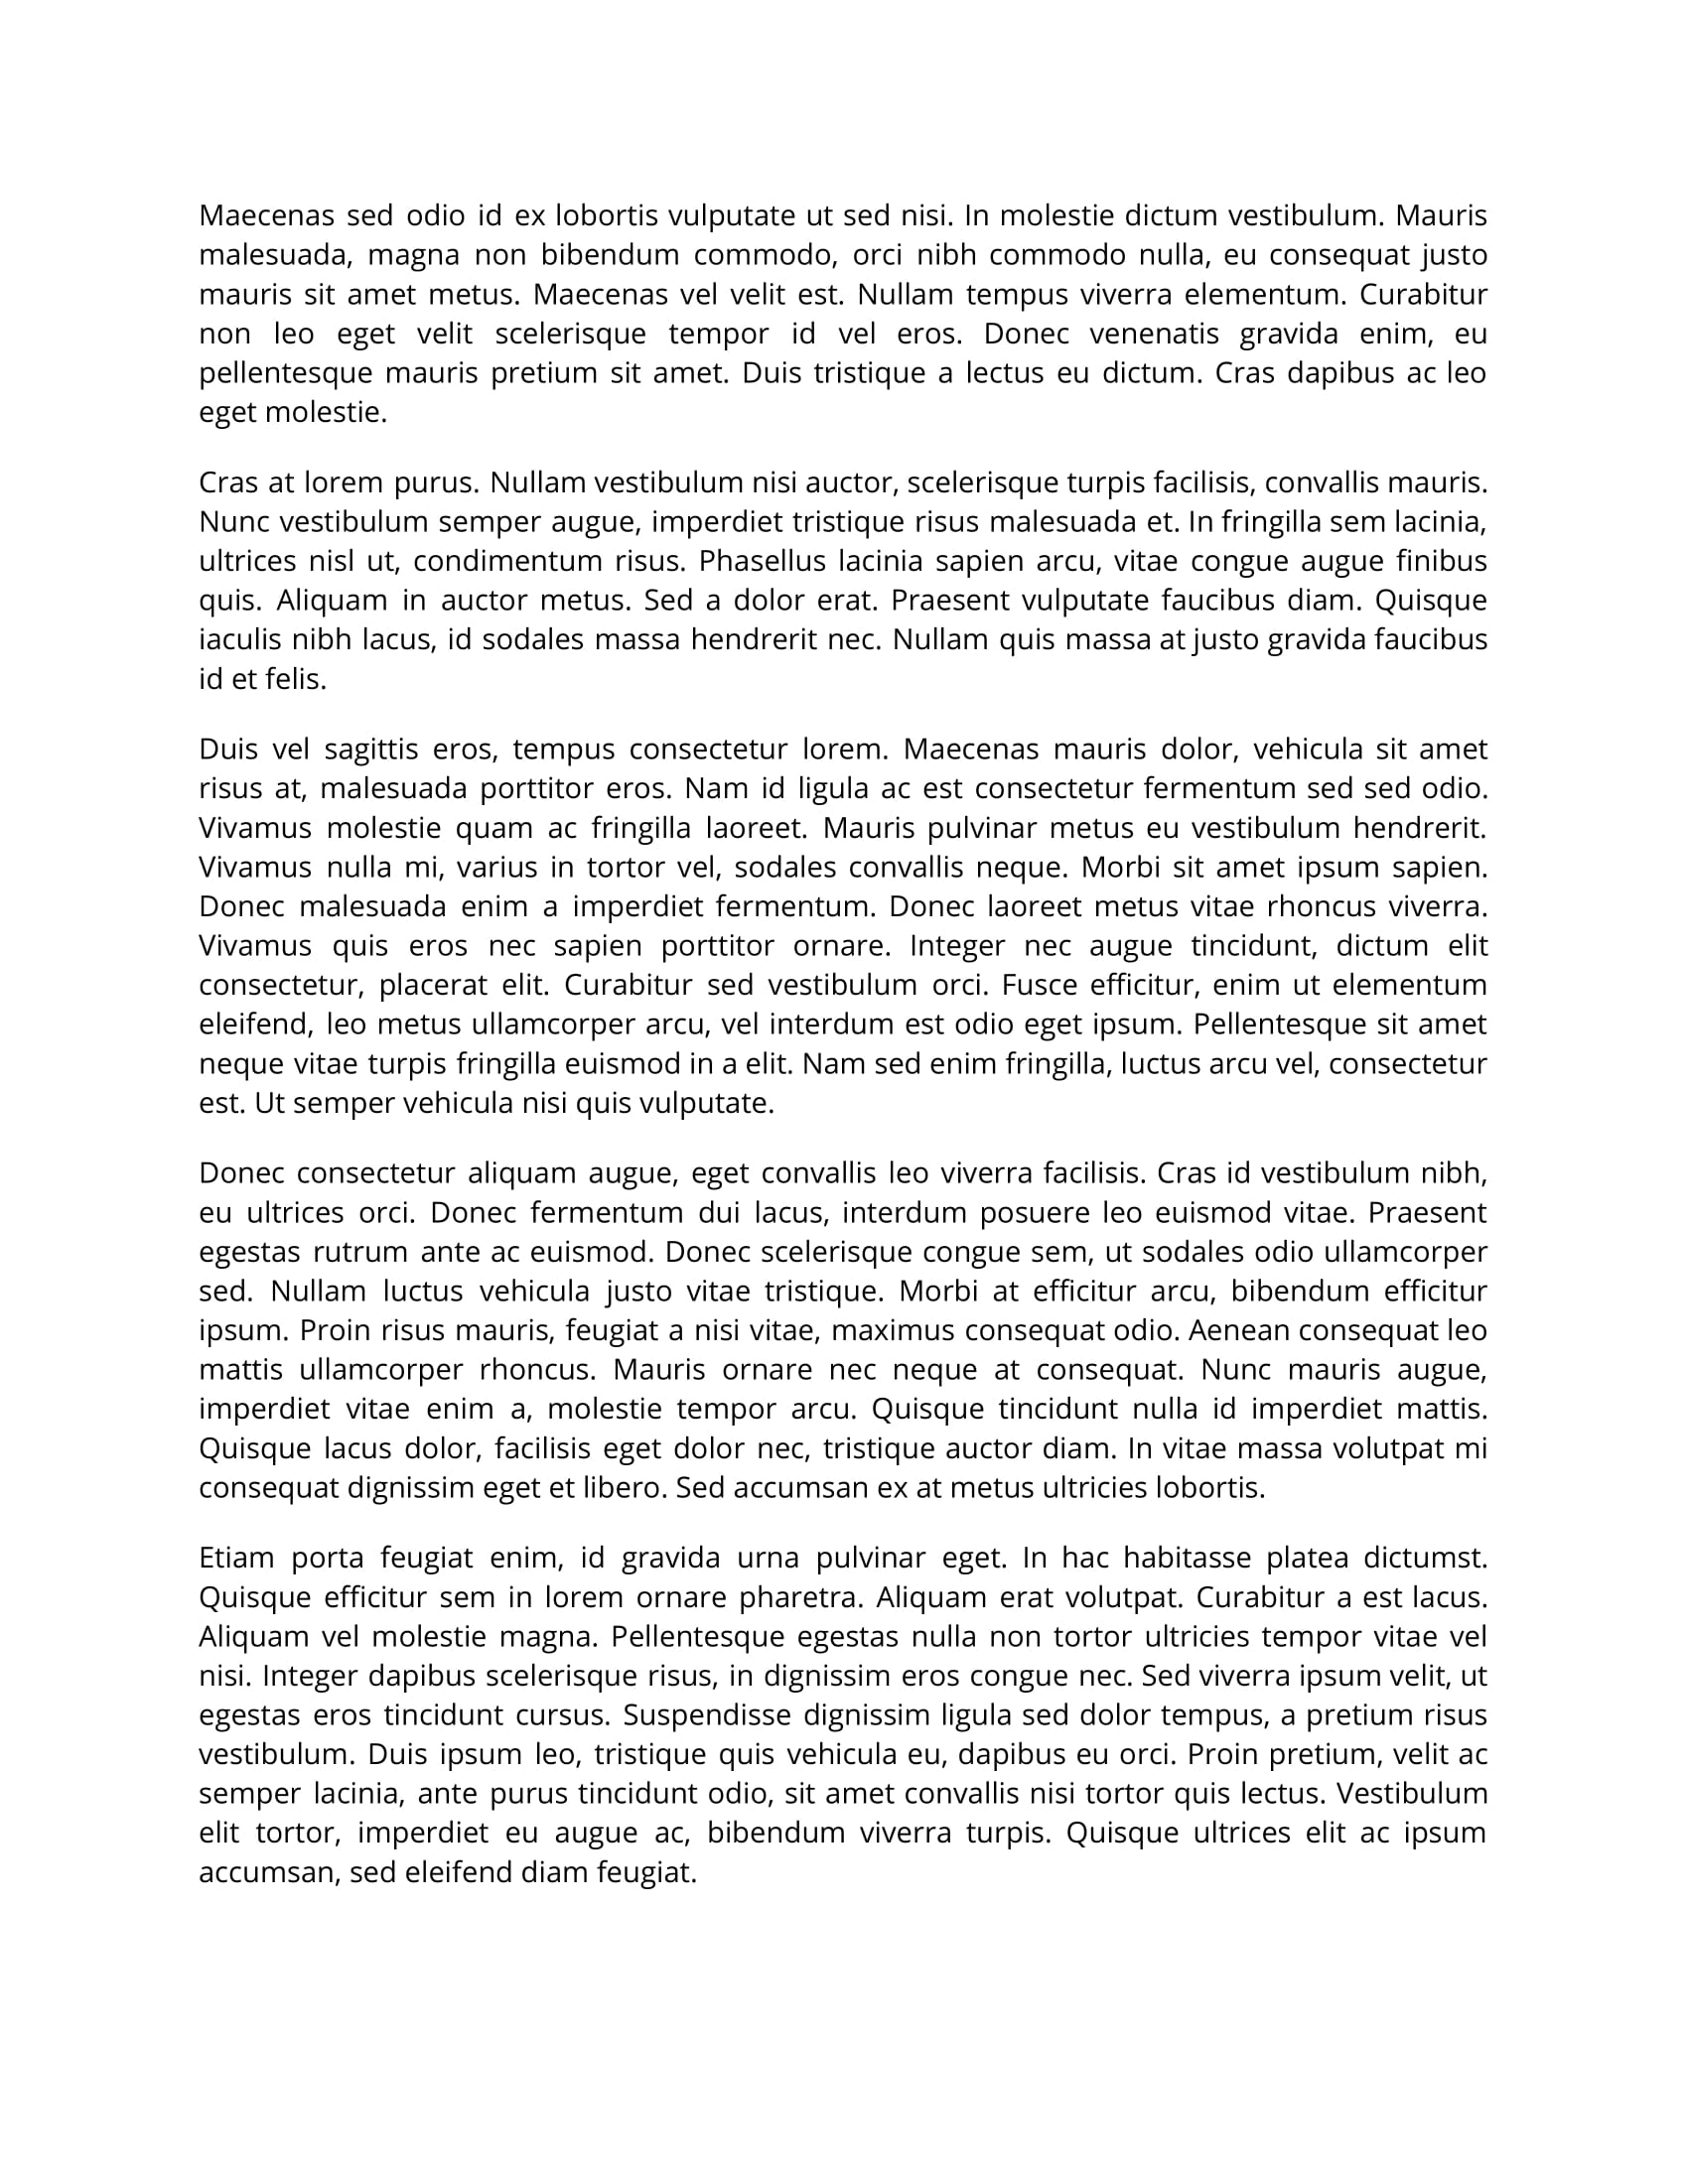 Maecenas sed odio id ex lobortis vulputate ut sed nisi. In molestie dictum vestibulum. Mauris
malesuada, magna non bibendum commodo, orci nibh commodo nulla, eu consequat justo
mauris sit amet metus. Maecenas vel velit est. Nullam tempus viverra elementum. Curabitur
non leo eget velit scelerisque tempor id vel eros. Donec venenatis gravida enim, eu
pellentesque mauris pretium sit amet. Duis tristique a lectus eu dictum. Cras dapibus ac leo
eget molestie.
Cras at lorem purus. Nullam vestibulum nisi auctor, scelerisque turpis facilisis, convallis mauris.
Nunc vestibulum semper augue, imperdiet tristique risus malesuada et. In fringilla sem lacinia,
ultrices nisl ut, condimentum risus. Phasellus lacinia sapien arcu, vitae congue augue finibus
quis. Aliquam in auctor metus. Sed a dolor erat. Praesent vulputate faucibus diam. Quisque
iaculis nibh lacus, id sodales massa hendrerit nec. Nullam quis massa at justo gravida faucibus
id et felis.
Duis vel sagittis eros, tempus consectetur lorem. Maecenas mauris dolor, vehicula sit amet
risus at, malesuada porttitor eros. Nam id ligula ac est consectetur fermentum sed sed odio.
Vivamus molestie quam ac fringilla laoreet. Mauris pulvinar metus eu vestibulum hendrerit.
Vivamus nulla mi, varius in tortor vel, sodales convallis neque. Morbi sit amet ipsum sapien.
Donec malesuada enim a imperdiet fermentum. Donec laoreet metus vitae rhoncus viverra.
Vivamus quis eros nec sapien porttitor ornare. Integer nec augue tincidunt, dictum elit
consectetur, placerat elit. Curabitur sed vestibulum orci. Fusce efficitur, enim ut elementum
eleifend, leo metus ullamcorper arcu, vel interdum est odio eget ipsum. Pellentesque sit amet
neque vitae turpis fringilla euismod in a elit. Nam sed enim fringilla, luctus arcu vel, consectetur
est. Ut semper vehicula nisi quis vulputate.
Donec consectetur aliquam augue, eget convallis leo viverra facilisis. Cras id vestibulum nibh,
eu ultrices orci. Donec fermentum dui lacus, interdum posuere leo euismod vitae. Praesent
egestas rutrum ante ac euismod. Donec scelerisque congue sem, ut sodales odio ullamcorper
sed. Nullam luctus vehicula justo vitae tristique. Morbi at efficitur arcu, bibendum efficitur
ipsum. Proin risus mauris, feugiat a nisi vitae, maximus consequat odio. Aenean consequat leo
mattis ullamcorper rhoncus. Mauris ornare nec neque at consequat. Nunc mauris augue,
imperdiet vitae enim a, molestie tempor arcu. Quisque tincidunt nulla id imperdiet mattis.
Quisque lacus dolor, facilisis eget dolor nec, tristique auctor diam. In vitae massa volutpat mi
consequat dignissim eget et libero. Sed accumsan ex at metus ultricies lobortis.
Etiam porta feugiat enim, id gravida urna pulvinar eget. In hac habitasse platea dictumst.
Quisque efficitur sem in lorem ornare pharetra. Aliquam erat volutpat. Curabitur a est lacus.
Aliquam vel molestie magna. Pellentesque egestas nulla non tortor ultricies tempor vitae vel
nisi. Integer dapibus scelerisque risus, in dignissim eros congue nec. Sed viverra ipsum velit, ut
egestas eros tincidunt cursus. Suspendisse dignissim ligula sed dolor tempus, a pretium risus
vestibulum. Duis ipsum leo, tristique quis vehicula eu, dapibus eu orci. Proin pretium, velit ac
semper lacinia, ante purus tincidunt odio, sit amet convallis nisi tortor quis lectus. Vestibulum
elit tortor, imperdiet eu augue ac, bibendum viverra turpis. Quisque ultrices elit ac ipsum
accumsan, sed eleifend diam feugiat.